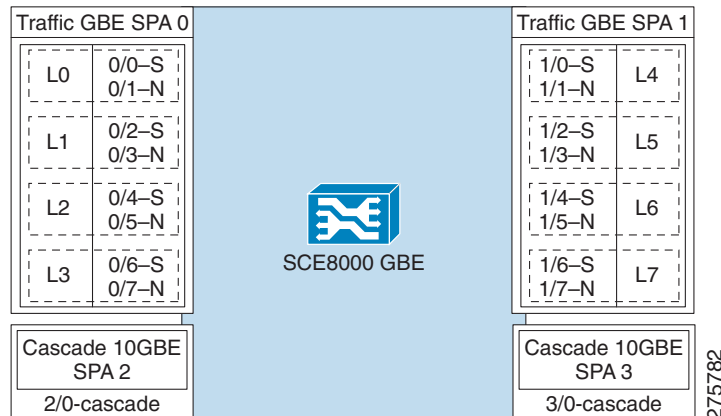 Traffic GBE SPA 0
L0
0/0–S
0/1–N
L1
0/2–S
0/3–N
L2
0/4–S
0/5–N
L3
0/6–S
0/7–N
Cascade 10GBE
SPA 2
2/0-cascade
SCE8000 GBE
Traffic GBE SPA 1
1/0–S
1/1–N
L4
1/2–S
1/3–N
L5
1/4–S
1/5–N
L6
1/6–S
1/7–N
L7
Cascade 10GBE
SPA 3
3/0-cascade
275782